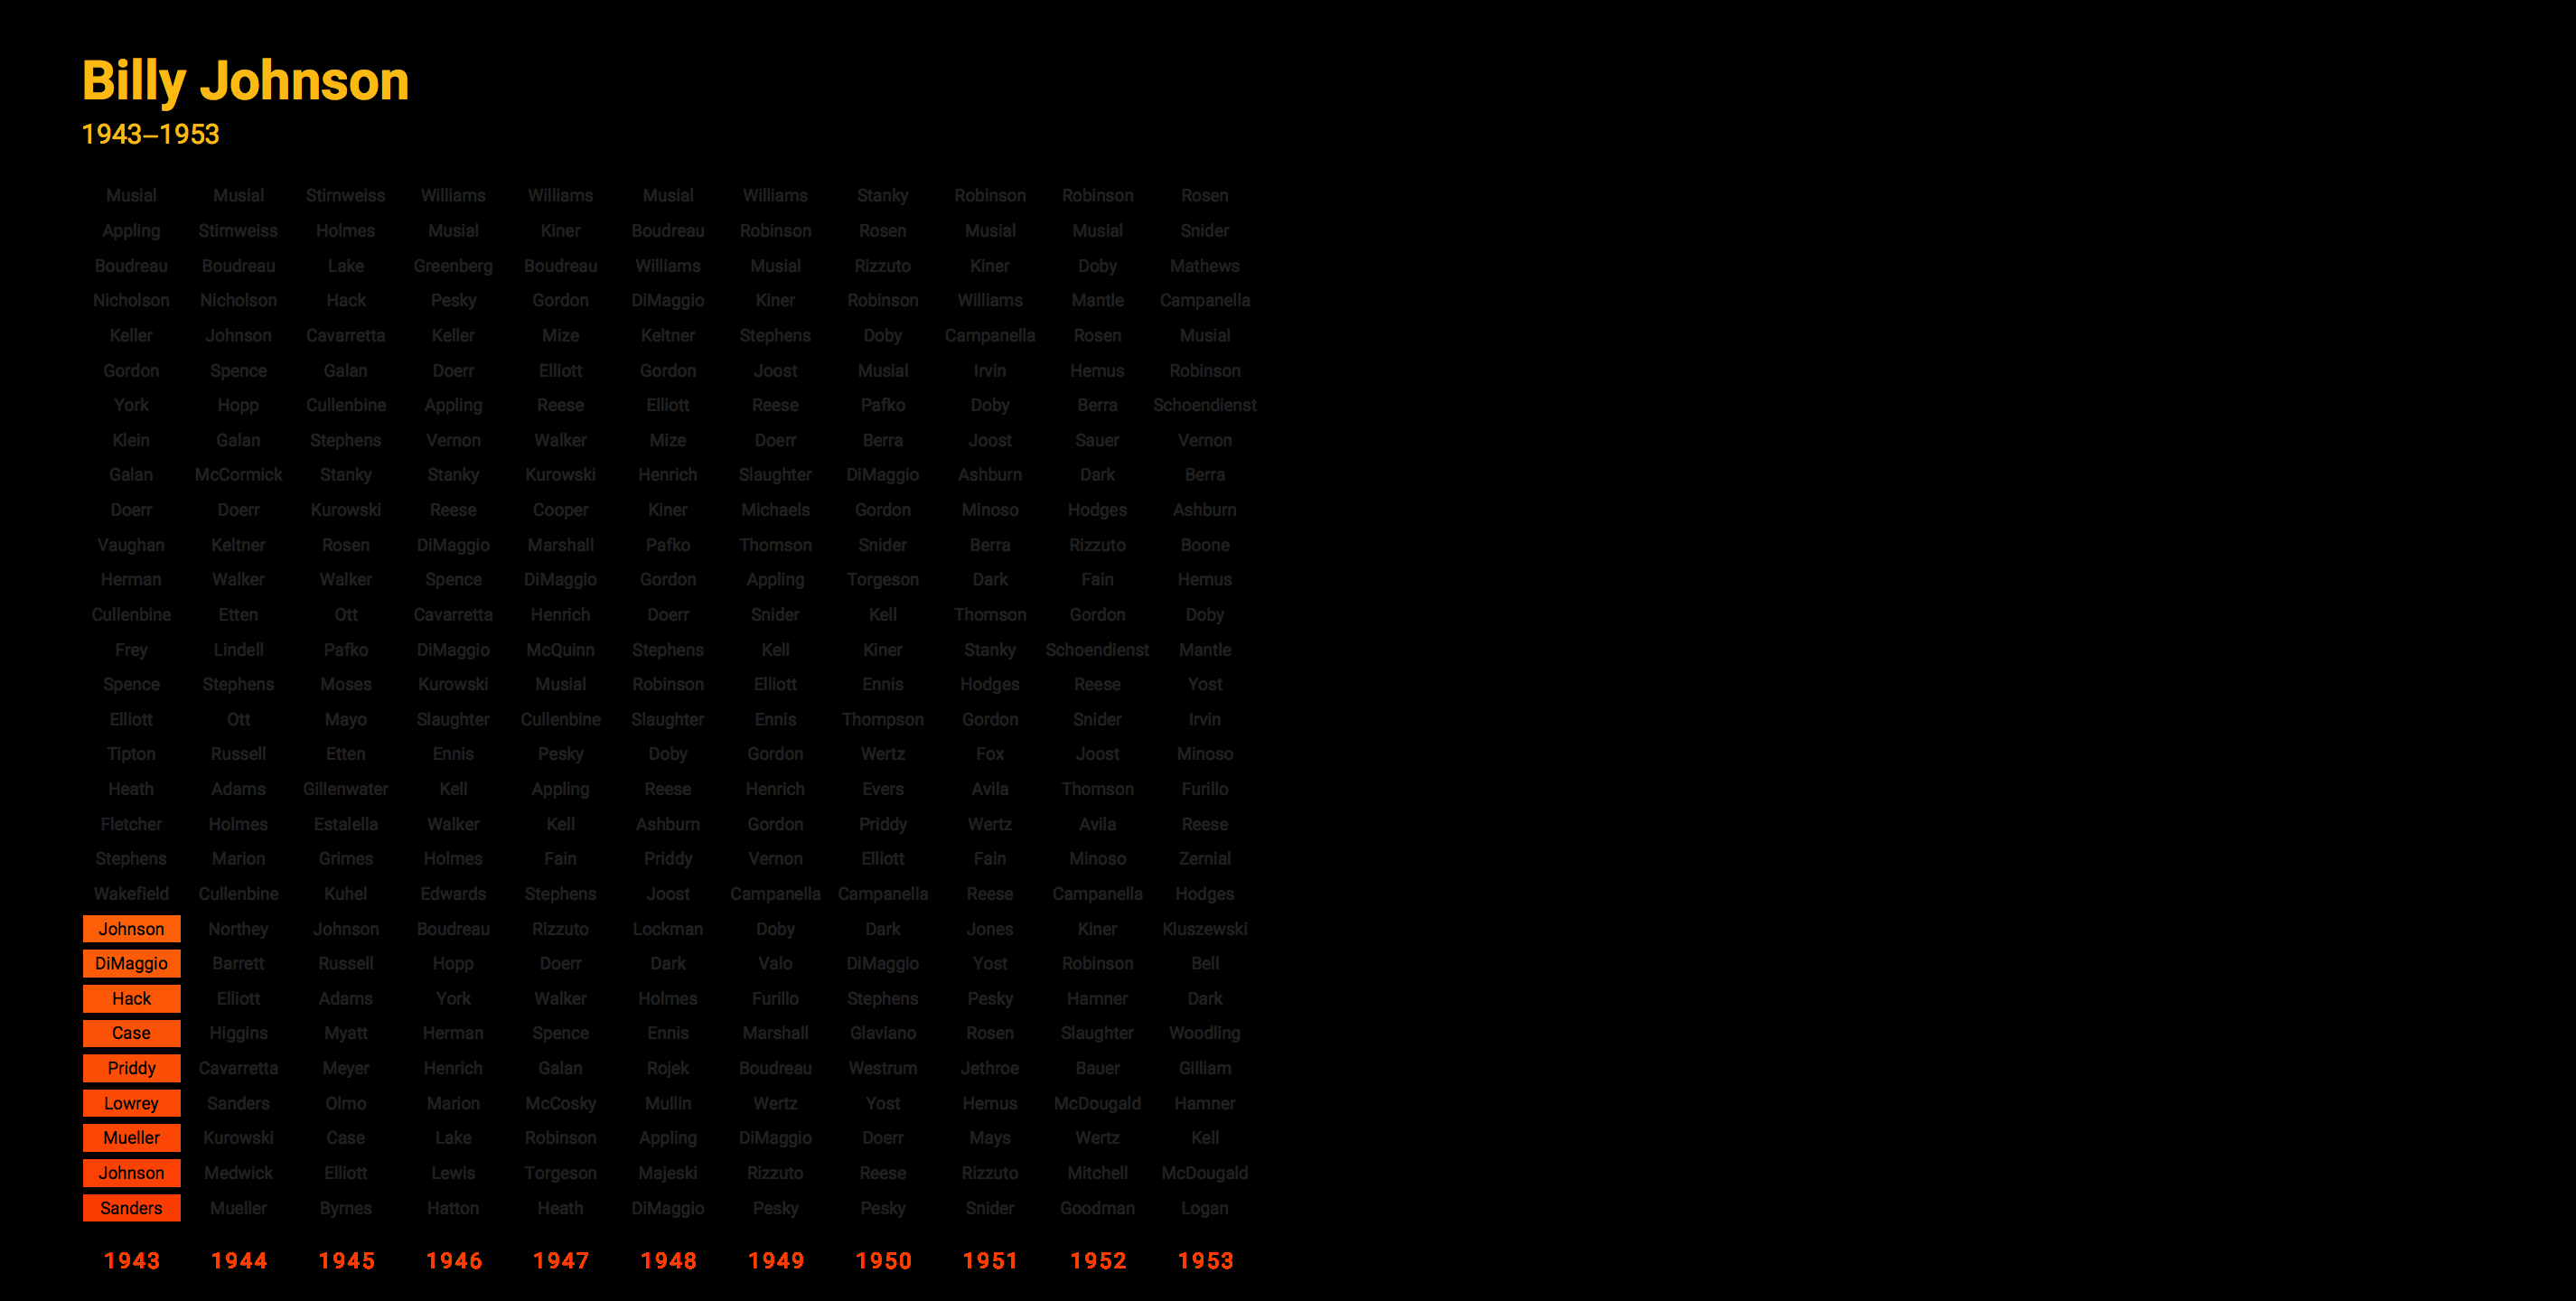 Billy Johnson
1943–1953
Musial Musial Stirnweiss Williams Williams Musial Williams Stanky Robinson Robinson Rosen
Appling Stirnweiss Holmes Musial Kiner Boudreau Robinson Rosen Musial Musial Snider
Boudreau Boudreau Lake Greenberg Boudreau Williams Musial Rizzuto Kiner Doby Mathews
Nicholson Nicholson Hack Pesky Gordon DiMaggio Kiner Robinson Williams Mantle Campanella
Keller Johnson Cavarretta Keller Mize Keltner Stephens Doby Campanella Rosen Musial
Gordon Spence Galan Doerr Elliott Gordon Joost Musial Irvin Hemus Robinson
York Hopp Cullenbine Appling Reese Elliott Reese Pafko Doby Berra Schoendienst
Klein Galan Stephens Vernon Walker Mize Doerr Berra Joost Sauer Vernon
Galan McCormick Stanky Stanky Kurowski Henrich Slaughter DiMaggio Ashburn Dark Berra
Doerr Doerr Kurowski Reese Cooper Kiner Michaels Gordon Minoso Hodges Ashburn
Vaughan Keltner Rosen DiMaggio Marshall Pafko Thomson Snider Berra Rizzuto Boone
Herman Walker Walker Spence DiMaggio Gordon Appling Torgeson Dark Fain Hemus
Cullenbine Etten Ott Cavarretta Henrich Doerr Snider Kell Thomson Gordon Doby
Frey Lindell Pafko DiMaggio McQuinn Stephens Kell Kiner Stanky Schoendienst Mantle
Spence Stephens Moses Kurowski Musial Robinson Elliott Ennis Hodges Reese Yost
Elliott Ott Mayo Slaughter Cullenbine Slaughter Ennis Thompson Gordon Snider Irvin
Tipton Russell Etten Ennis Pesky Doby Gordon Wertz Fox Joost Minoso
Heath Adams Gillenwater Kell Appling Reese Henrich Evers Avila Thomson Furillo
Fletcher Holmes Estalella Walker Kell Ashburn Gordon Priddy Wertz Avila Reese
Stephens Marion Grimes Holmes Fain Priddy Vernon Elliott Fain Minoso Zernial
Wakefield Cullenbine Kuhel Edwards Stephens Joost Campanella Campanella Reese Campanella Hodges
Johnson Northey Johnson Boudreau Rizzuto Lockman Doby Dark Jones Kiner Kluszewski
DiMaggio Barrett Russell Hopp Doerr Dark Valo DiMaggio Yost Robinson Bell
Hack Elliott Adams York Walker Holmes Furillo Stephens Pesky Hamner Dark
Case Higgins Myatt Herman Spence Ennis Marshall Glaviano Rosen Slaughter Woodling
Priddy Cavarretta Meyer Henrich Galan Rojek Boudreau Westrum Jethroe Bauer Gilliam
Lowrey Sanders Olmo Marion McCosky Mullin Wertz Yost Hemus McDougald Hamner
Mueller Kurowski Case Lake Robinson Appling DiMaggio Doerr Mays Wertz Kell
Johnson Medwick Elliott Lewis Torgeson Majeski Rizzuto Reese Rizzuto Mitchell McDougald
Sanders Mueller Byrnes Hatton Heath DiMaggio Pesky Pesky Snider Goodman Logan
1943 1944 1945 1946 1947 1948 1949 1950 1951 1952 1953